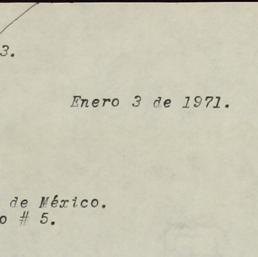 3.
Enero 3 de 1971.
de México.
o # 5.